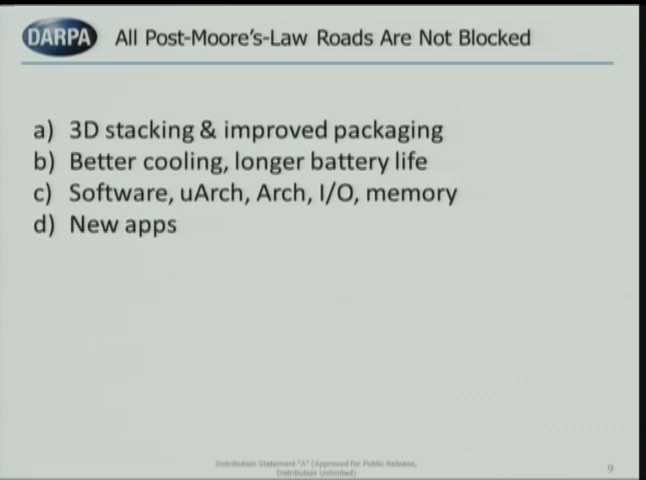 DARPA
All Post-Moore's-Law Roads Are Not Blocked
a) 3D stacking & improved packaging
b) Better cooling, longer battery life
c) Software, uArch, Arch, I/O, memory
d) New apps
Distribution Statement "A" (Approved for Public Release,
Distribution Unlimited)
9